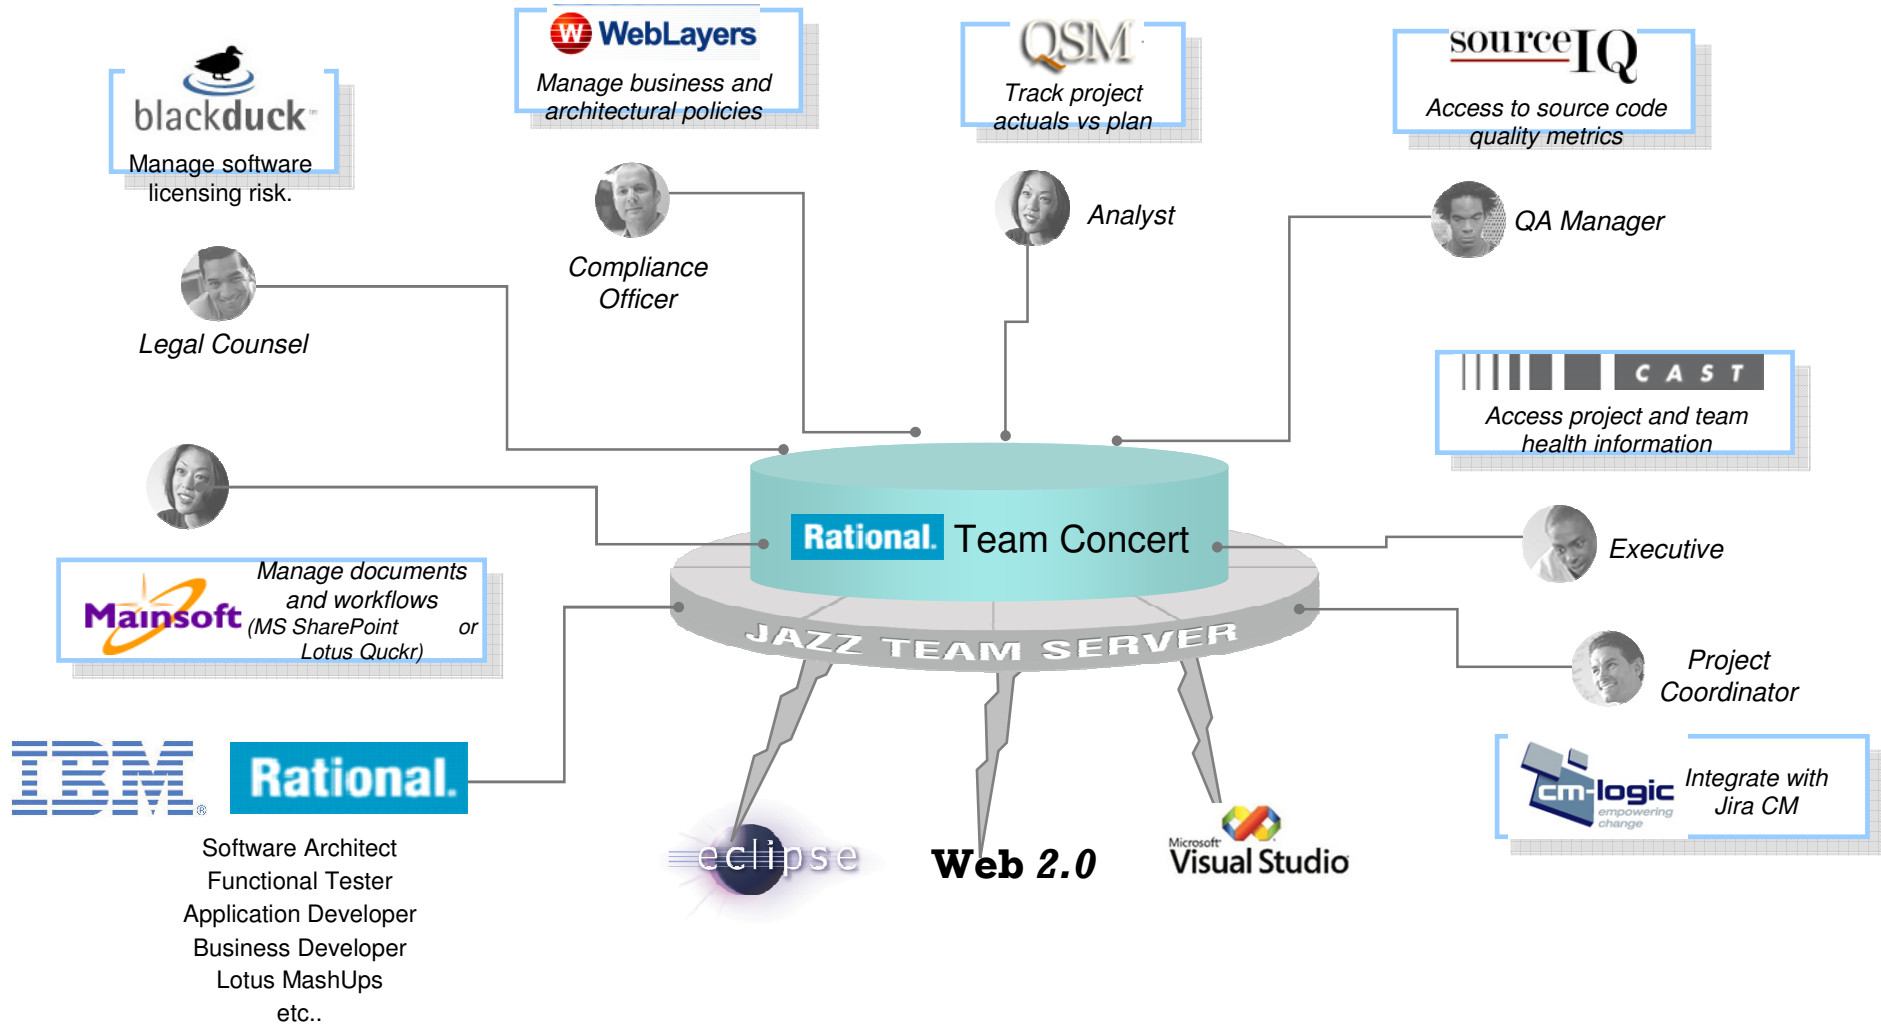 blackduck™
Manage software
licensing risk.
Legal Counsel
W WebLayers
Manage business and
architectural policies
Compliance
Officer
QSM
Track project
actuals vs plan
Analyst
sourceIQ
Access to source code
quality metrics
QA Manager
CAST
Access project and team
health information
Executive
Rational. Team Concert
JAZZ TEAM SERVER
Mainsoft
Manage documents
and workflows
(MS SharePoint or
Lotus Quckr)
Project
Coordinator
cm-logic
empowering
change
Integrate with
Jira CM
IBM®
Rational.
Software Architect
Functional Tester
Application Developer
Business Developer
Lotus MashUps
etc..
eclipse
Web 2.0
Microsoft
Visual Studio